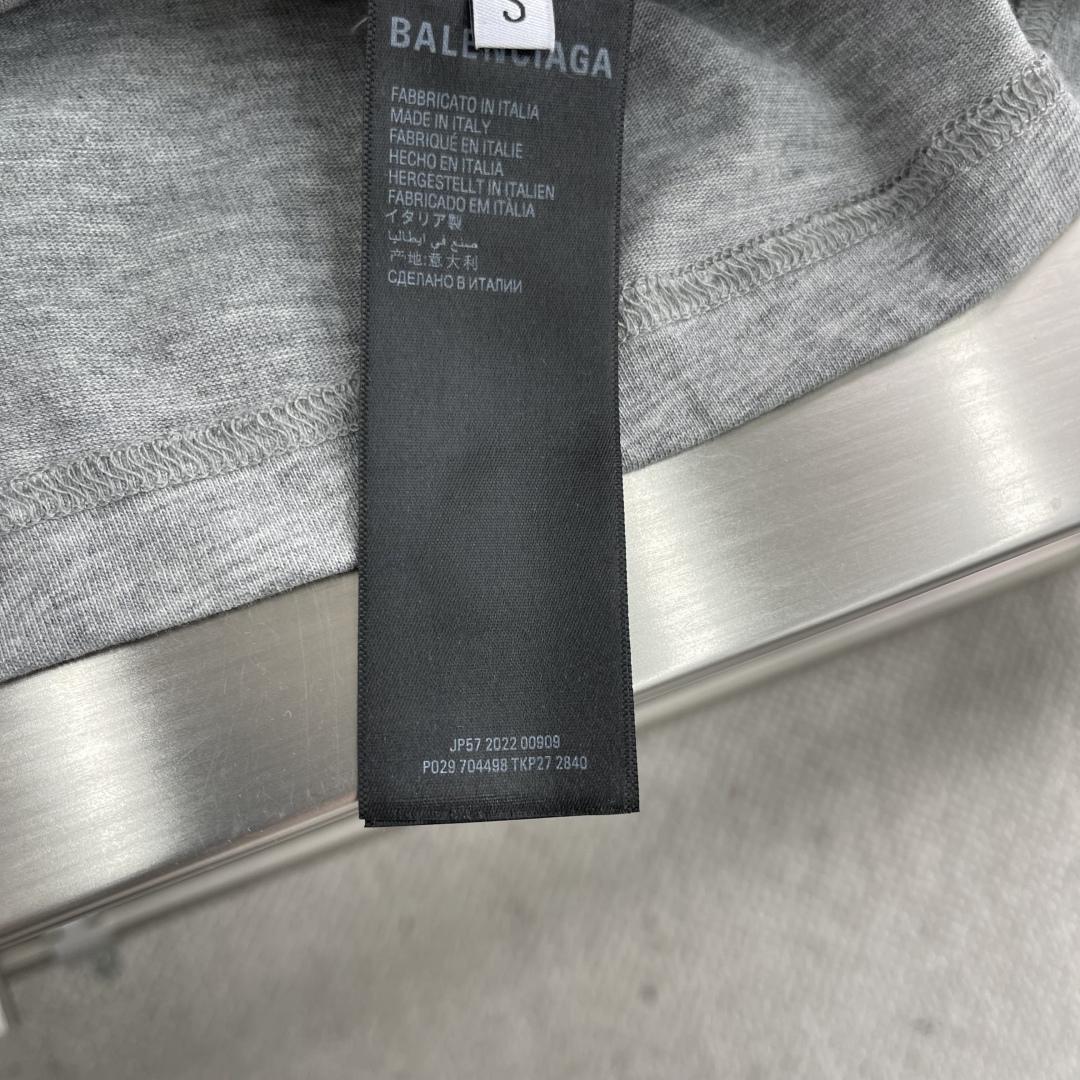 S
BALENCIAGA
FABBRICATO IN ITALIA
MADE IN ITALY
FABRIQUÉ EN ITALIE
HECHO EN ITALIA
HERGESTELLT IN ITALIEN
FABRICADO EM ITÁLIA
イタリア製
صنع في ايطاليا
产地:意大利
СДЕЛАНО В ИТАЛИИ
JP57 2022 00909
P029 704498 TKP27 2840